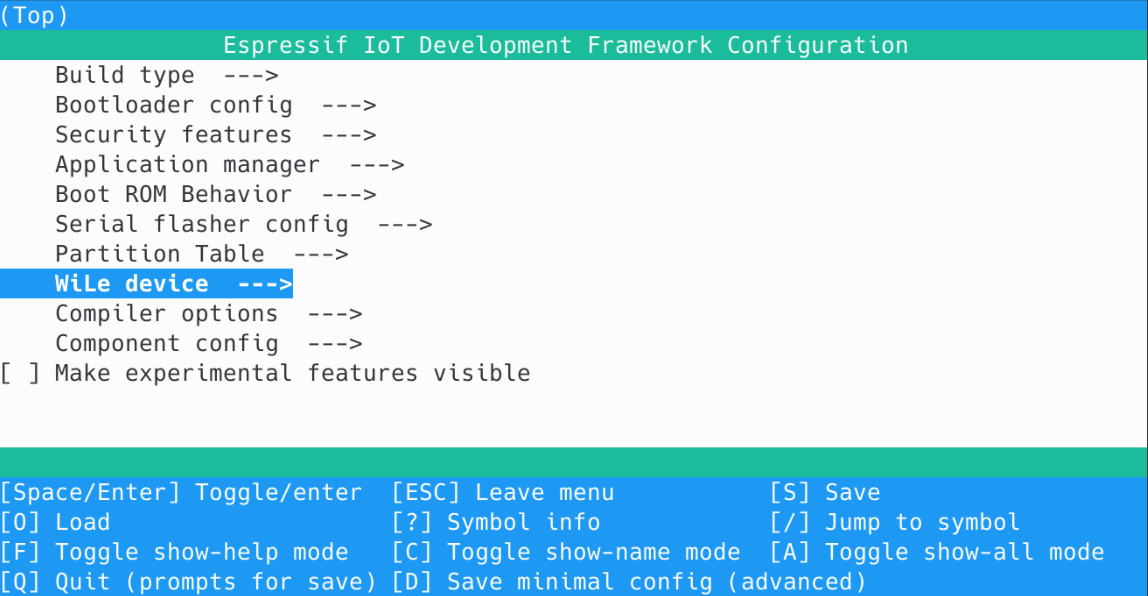 (Top)
Espressif IoT Development Framework Configuration
Build type  --->
Bootloader config  --->
Security features  --->
Application manager  --->
Boot ROM Behavior  --->
Serial flasher config  --->
Partition Table  --->
WiLe device  --->
Compiler options  --->
Component config  --->
[ ] Make experimental features visible
[Space/Enter] Toggle/enter  [ESC] Leave menu           [S] Save
[O] Load                    [?] Symbol info            [/] Jump to symbol
[F] Toggle show-help mode   [C] Toggle show-name mode  [A] Toggle show-all mode
[Q] Quit (prompts for save) [D] Save minimal config (advanced)